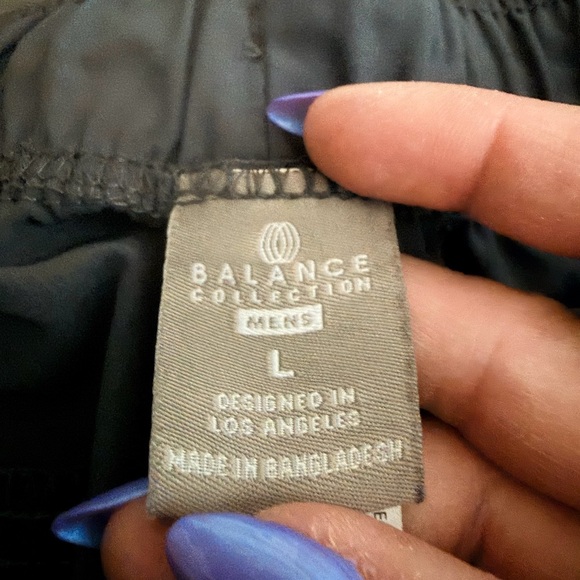 BALANCE
COLLECTION
MENS
L
DESIGNED IN
LOS ANGELES
MADE IN BANGLADESH